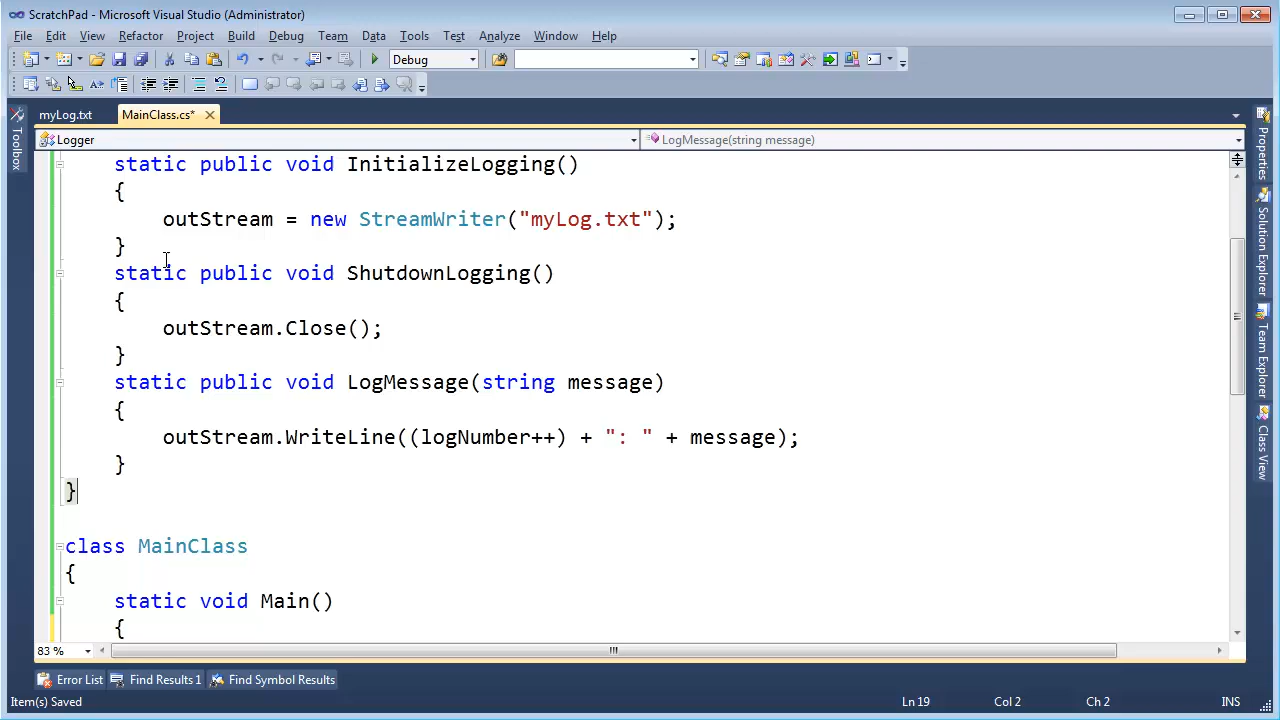 ScratchPad - Microsoft Visual Studio (Administrator)
File Edit View Refactor Project Build Debug Team Data Tools Test Analyze Window Help
Debug
myLog.txt MainClass.cs*
Logger LogMessage(string message)
static public void InitializeLogging()
{
outStream = new StreamWriter("myLog.txt");
}
static public void ShutdownLogging()
{
outStream.Close();
}
static public void LogMessage(string message)
{
outStream.WriteLine((logNumber++) + ": " + message);
}
}
class MainClass
{
static void Main()
{
83 %
Toolbox
Properties
Solution Explorer
Team Explorer
Class View
Error List Find Results 1 Find Symbol Results
Item(s) Saved Ln 19 Col 2 Ch 2 INS